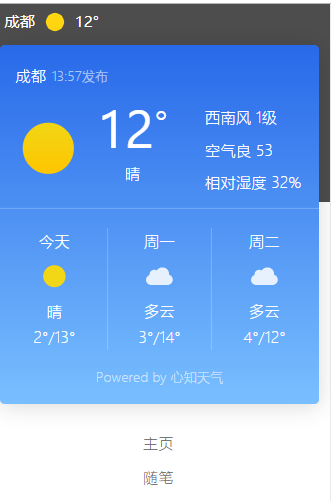 成都 12°
成都 13:57发布
12°
晴
西南风 1级
空气良 53
相对湿度 32%
今天 周一 周二
晴 多云 多云
2°/13° 3°/14° 4°/12°
Powered by 心知天气
主页
随笔